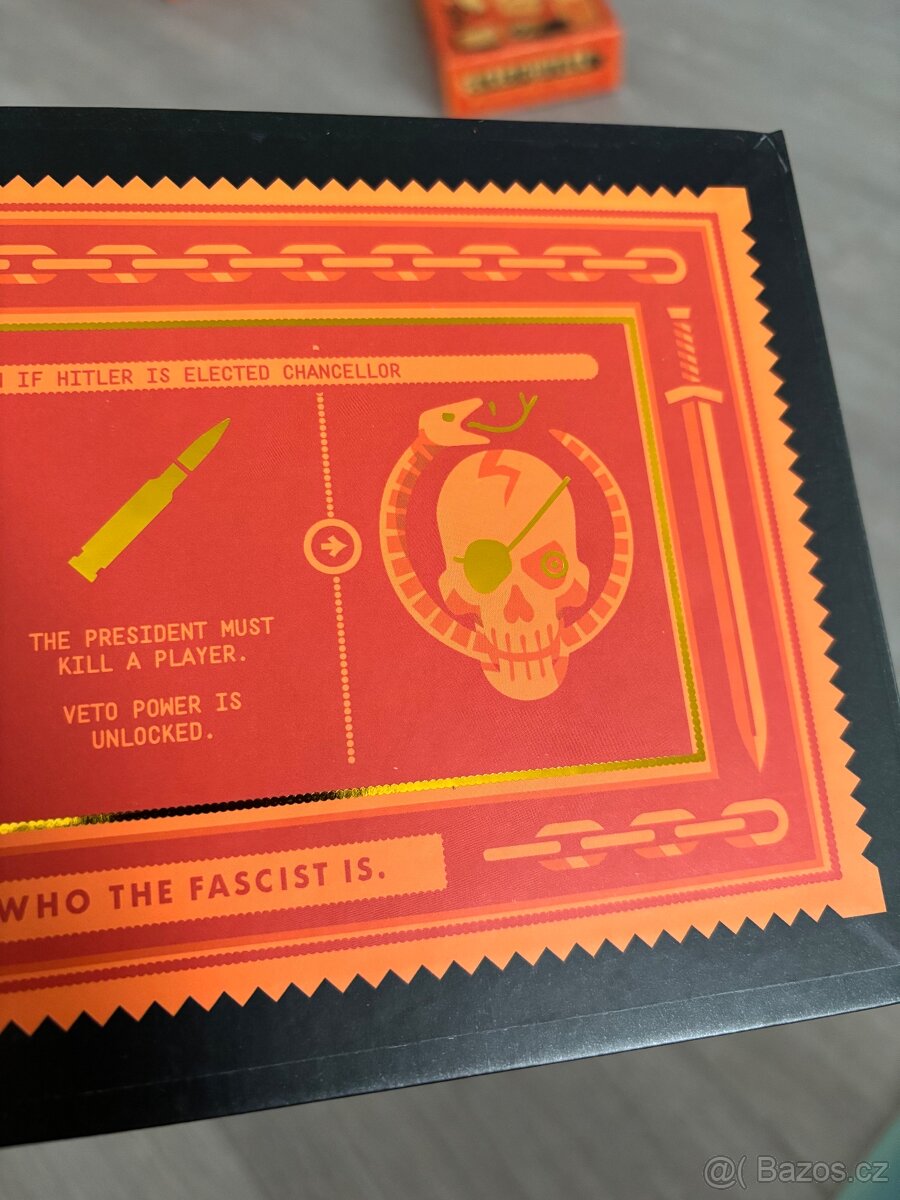 IF HITLER IS ELECTED CHANCELLOR
THE PRESIDENT MUST
KILL A PLAYER.
VETO POWER IS
UNLOCKED.
WHO THE FASCIST IS.
@( Bazos.cz